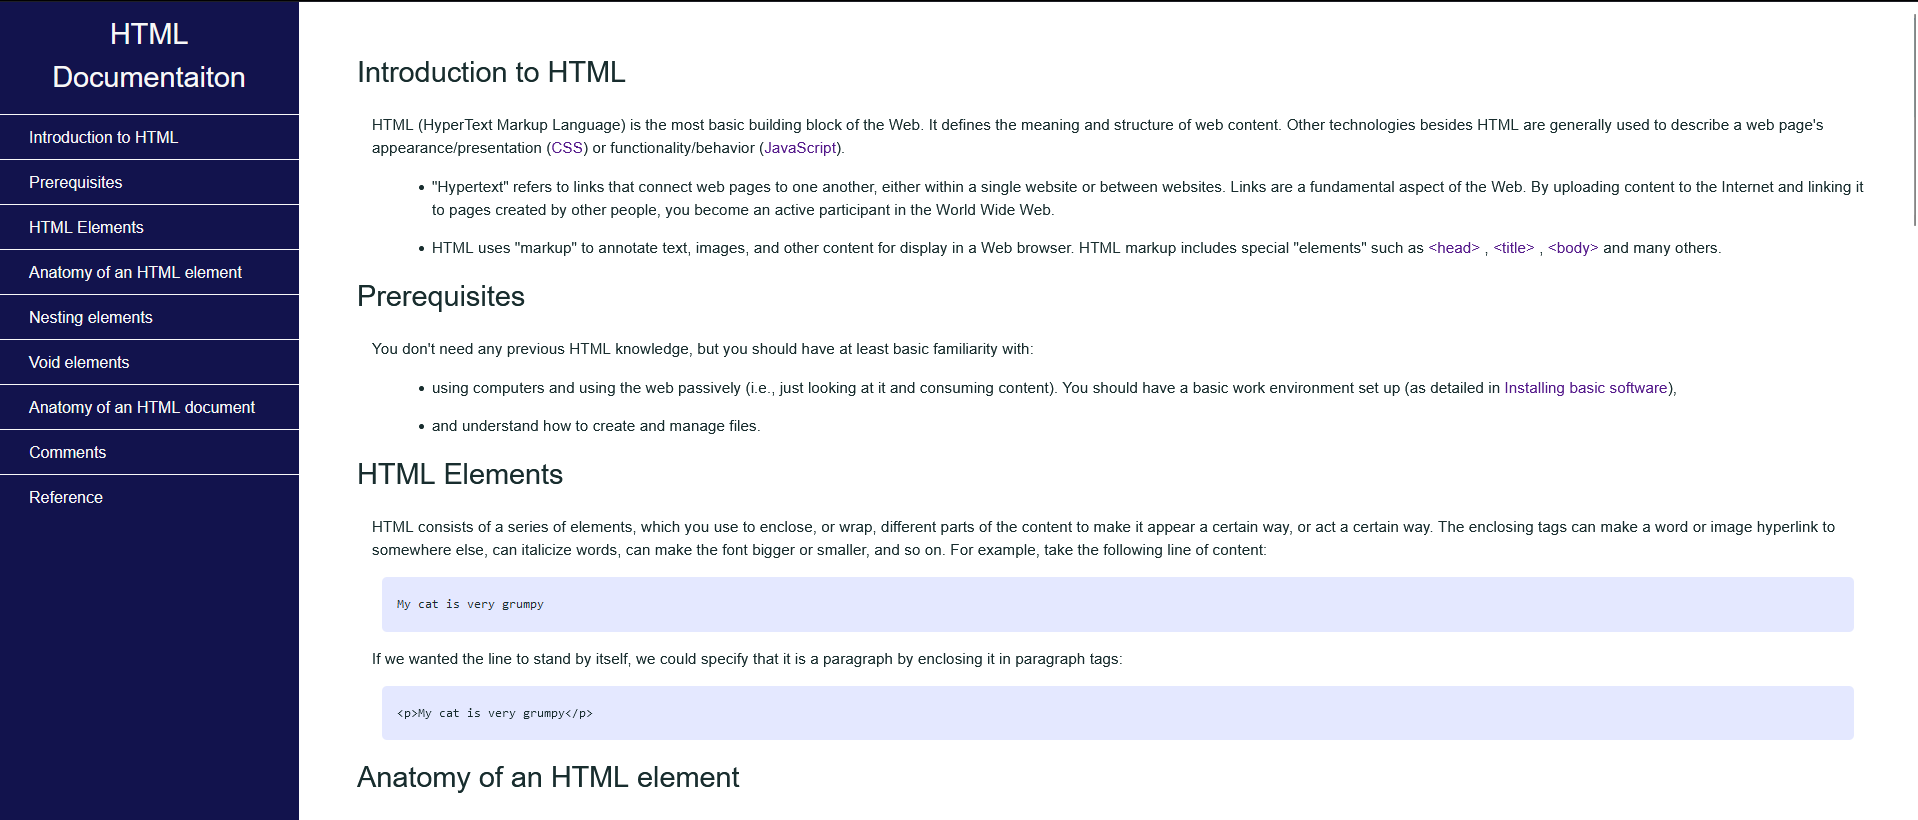 HTML
Documentaiton
Introduction to HTML
Prerequisites
HTML Elements
Anatomy of an HTML element
Nesting elements
Void elements
Anatomy of an HTML document
Comments
Reference
Introduction to HTML
HTML (HyperText Markup Language) is the most basic building block of the Web. It defines the meaning and structure of web content. Other technologies besides HTML are generally used to describe a web page's
appearance/presentation (CSS) or functionality/behavior (JavaScript).
• "Hypertext" refers to links that connect web pages to one another, either within a single website or between websites. Links are a fundamental aspect of the Web. By uploading content to the Internet and linking it
to pages created by other people, you become an active participant in the World Wide Web.
• HTML uses "markup" to annotate text, images, and other content for display in a Web browser. HTML markup includes special "elements" such as <head> , <title> , <body> and many others.
Prerequisites
You don't need any previous HTML knowledge, but you should have at least basic familiarity with:
• using computers and using the web passively (i.e., just looking at it and consuming content). You should have a basic work environment set up (as detailed in Installing basic software),
• and understand how to create and manage files.
HTML Elements
HTML consists of a series of elements, which you use to enclose, or wrap, different parts of the content to make it appear a certain way, or act a certain way. The enclosing tags can make a word or image hyperlink to
somewhere else, can italicize words, can make the font bigger or smaller, and so on. For example, take the following line of content:
My cat is very grumpy
If we wanted the line to stand by itself, we could specify that it is a paragraph by enclosing it in paragraph tags:
<p>My cat is very grumpy</p>
Anatomy of an HTML element